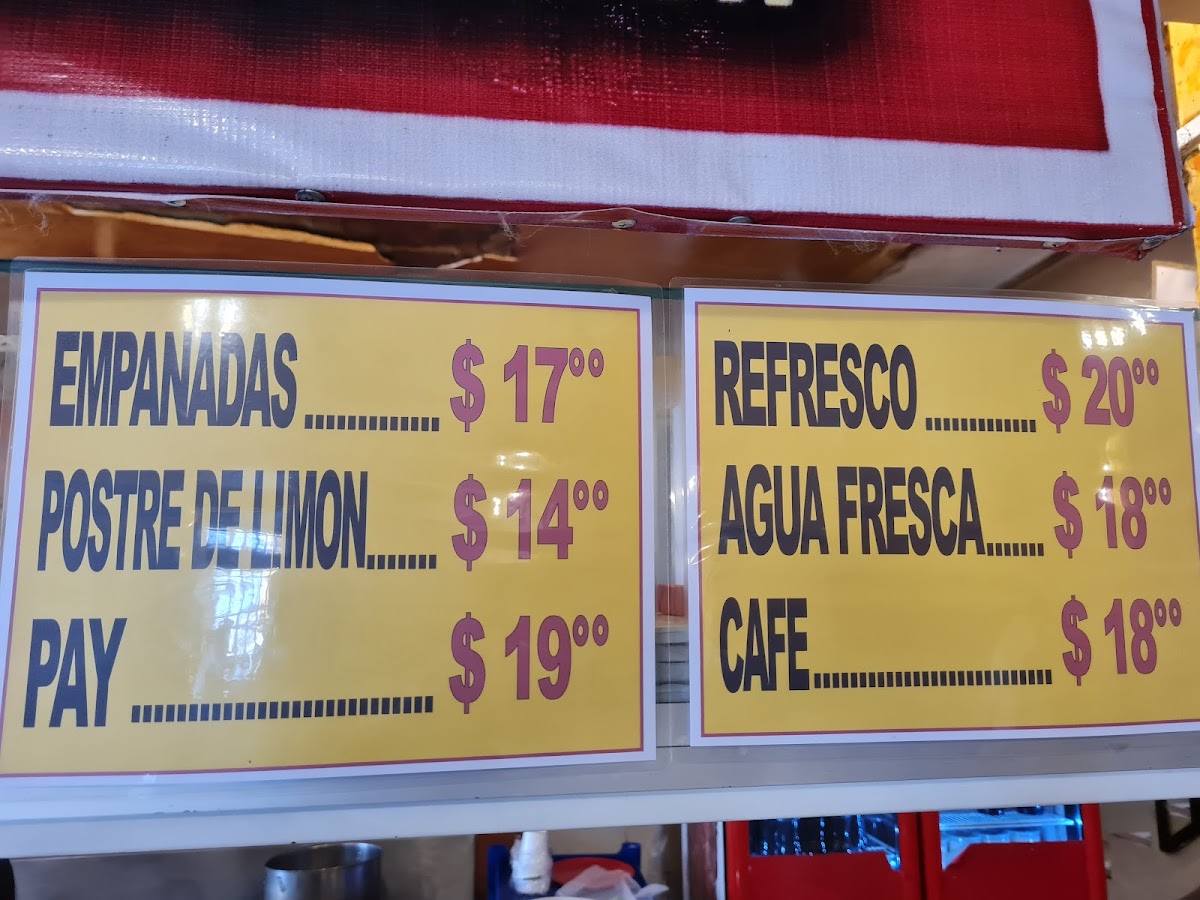 EMPANADAS ............ $ 17°°
POSTRE DE LIMON....... $ 14°°
PAY ........................... $ 19°°
REFRESCO ............ $ 20°°
AGUA FRESCA....... $ 18°°
CAFE......................... $ 18°°